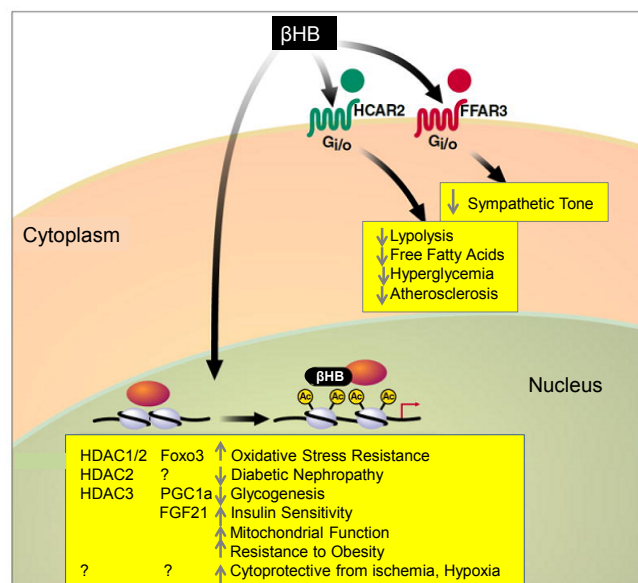 βHB
HCAR2
FFAR3
Gi/o
Gi/o
↓ Sympathetic Tone
Cytoplasm
↓ Lypolysis
↓ Free Fatty Acids
↓ Hyperglycemia
↓ Atherosclerosis
Nucleus
βHB
Ac Ac Ac Ac
HDAC1/2 Foxo3 ↑ Oxidative Stress Resistance
HDAC2 ? ↓ Diabetic Nephropathy
HDAC3 PGC1a ↓ Glycogenesis
FGF21 ↑ Insulin Sensitivity
↑ Mitochondrial Function
↑ Resistance to Obesity
? ? ↑ Cytoprotective from ischemia, Hypoxia